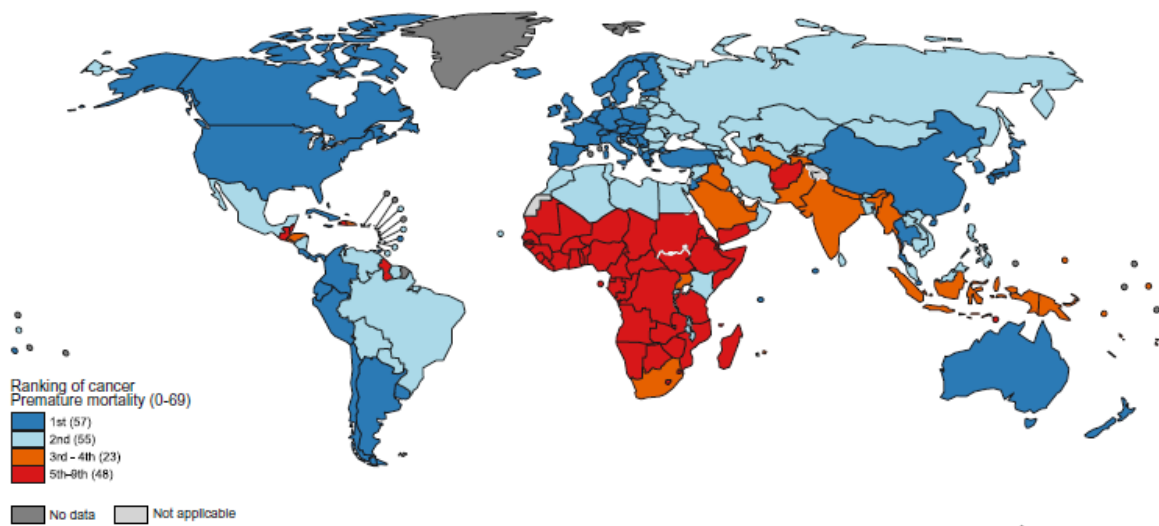 Ranking of cancer
Premature mortality (0-69)
1st (57)
2nd (55)
3rd - 4th (23)
5th-9th (48)
No data
Not applicable